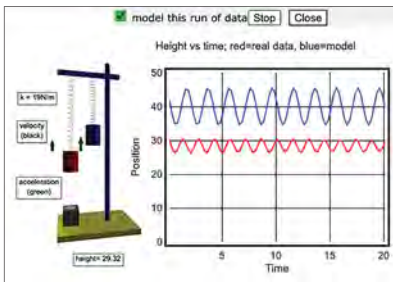 model this run of data Stop Close
Height vs time; red=real data, blue=model
k = 19N/m
velocity
(black)
acceleration
(green)
height= 29.32
Position
50
40
30
20
10
0
5
10
15
20
Time